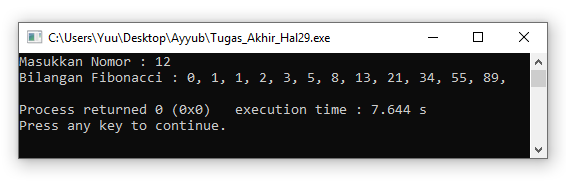 C:\Users\Yuu\Desktop\Ayyub\Tugas_Akhir_Hal29.exe
Masukkan Nomor : 12
Bilangan Fibonacci : 0, 1, 1, 2, 3, 5, 8, 13, 21, 34, 55, 89,
Process returned 0 (0x0)   execution time : 7.644 s
Press any key to continue.